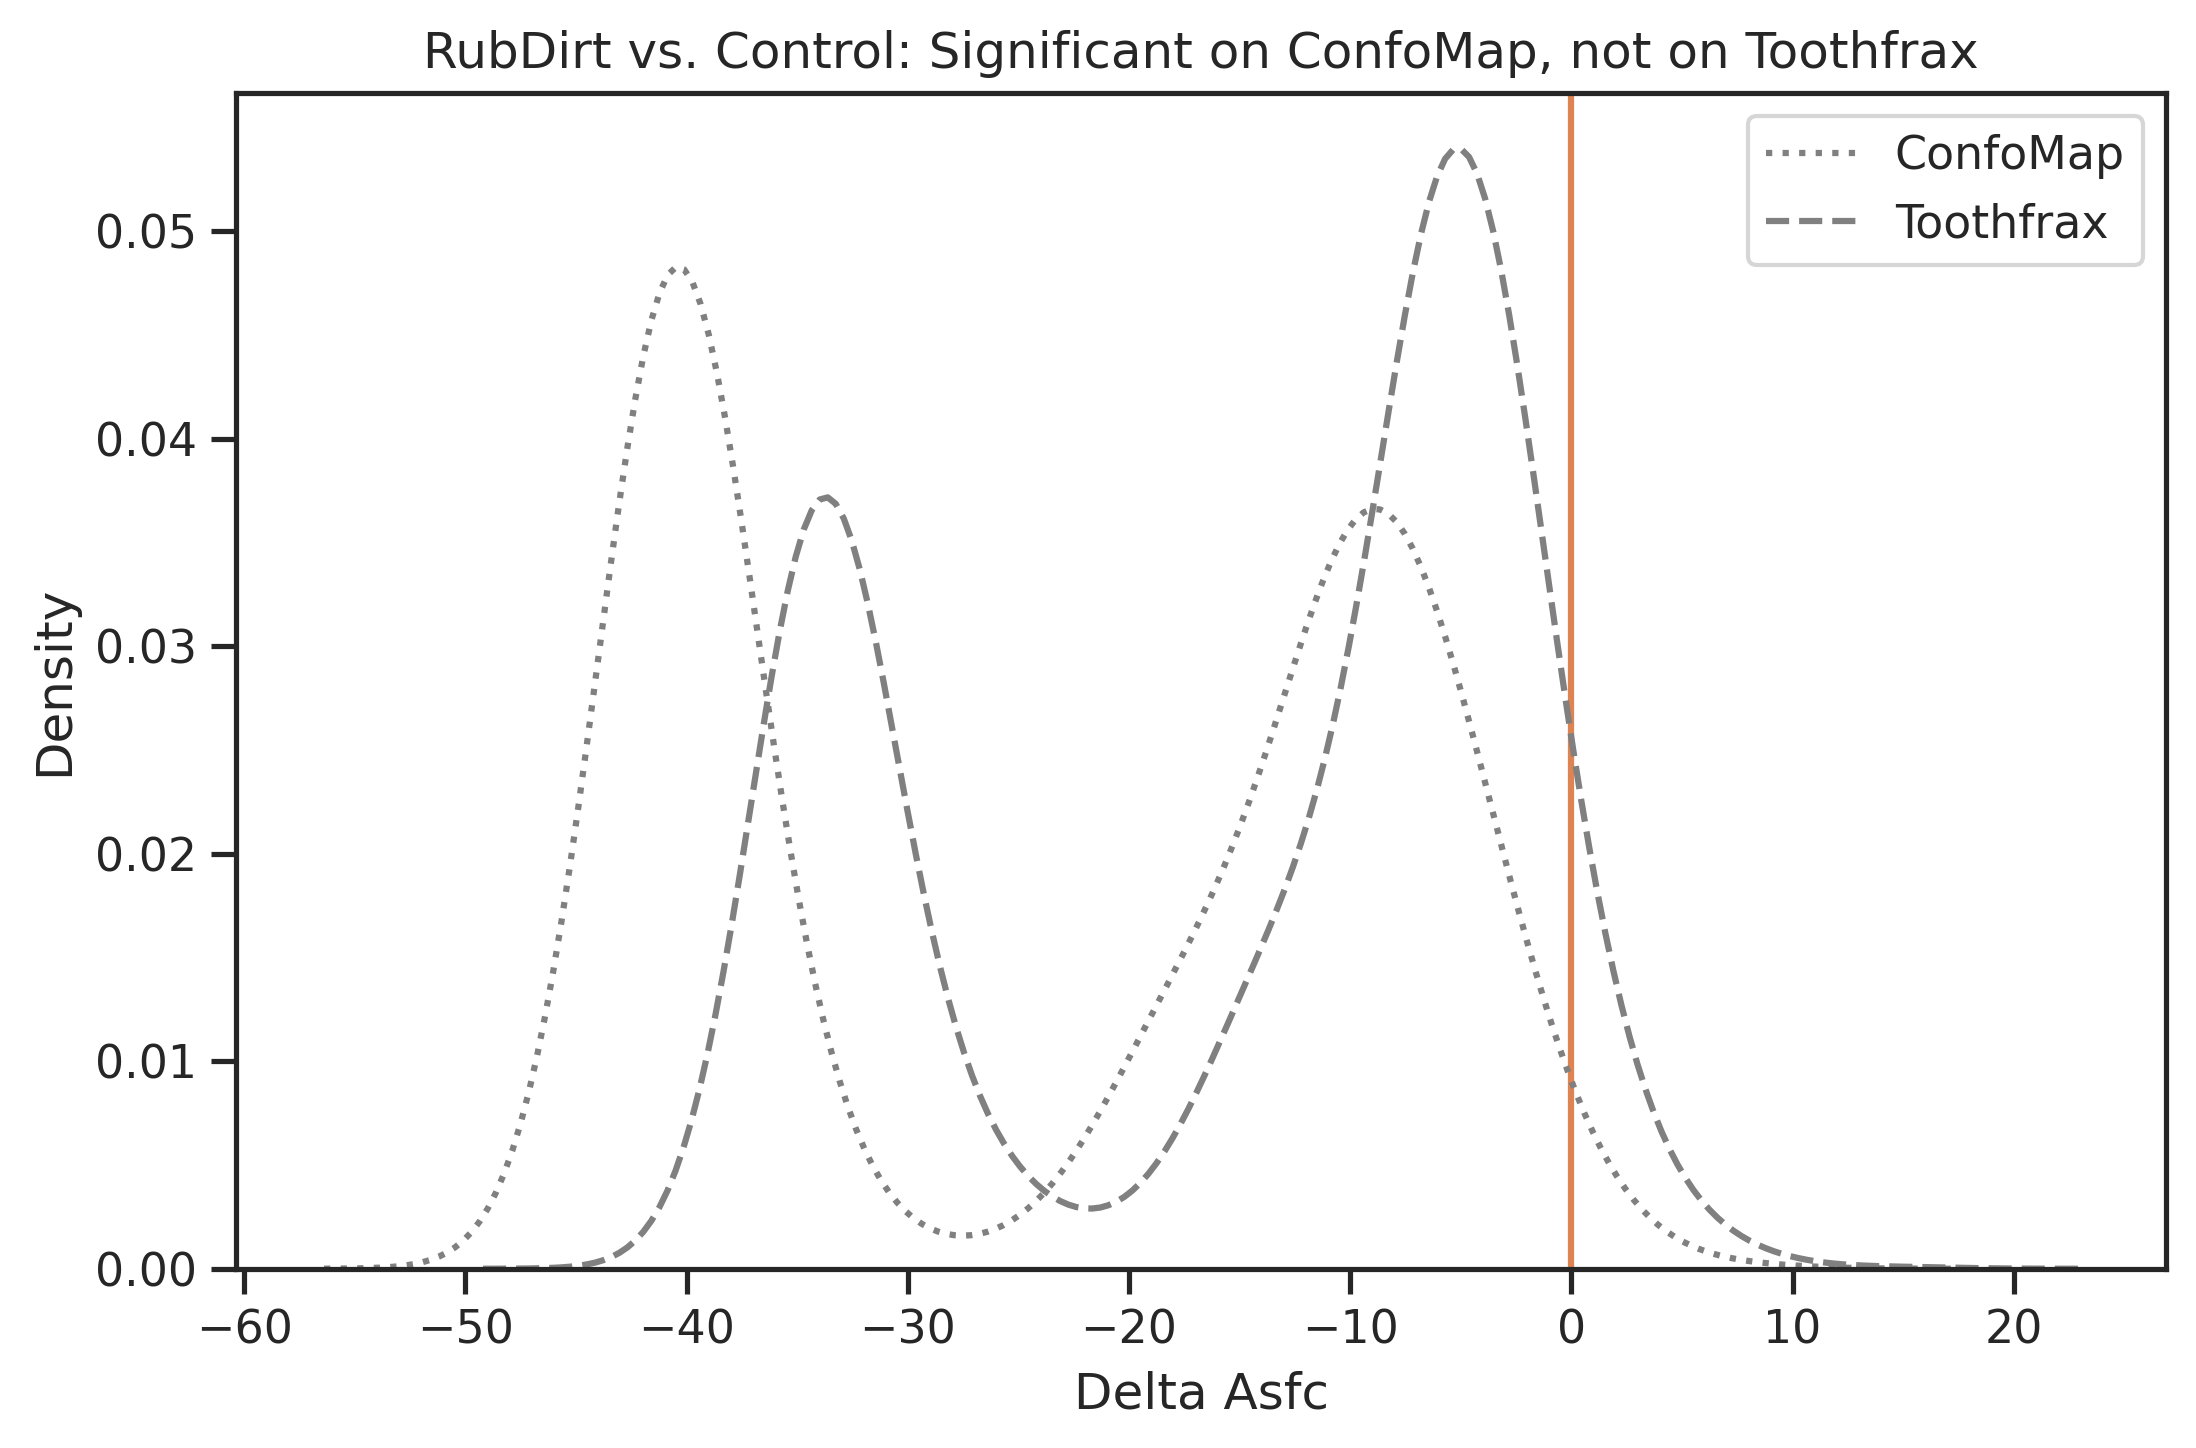 RubDirt vs. Control: Significant on ConfoMap, not on Toothfrax
ConfoMap
Toothfrax
Density
0.05
0.04
0.03
0.02
0.01
0.00
−60 −50 −40 −30 −20 −10 0 10 20
Delta Asfc